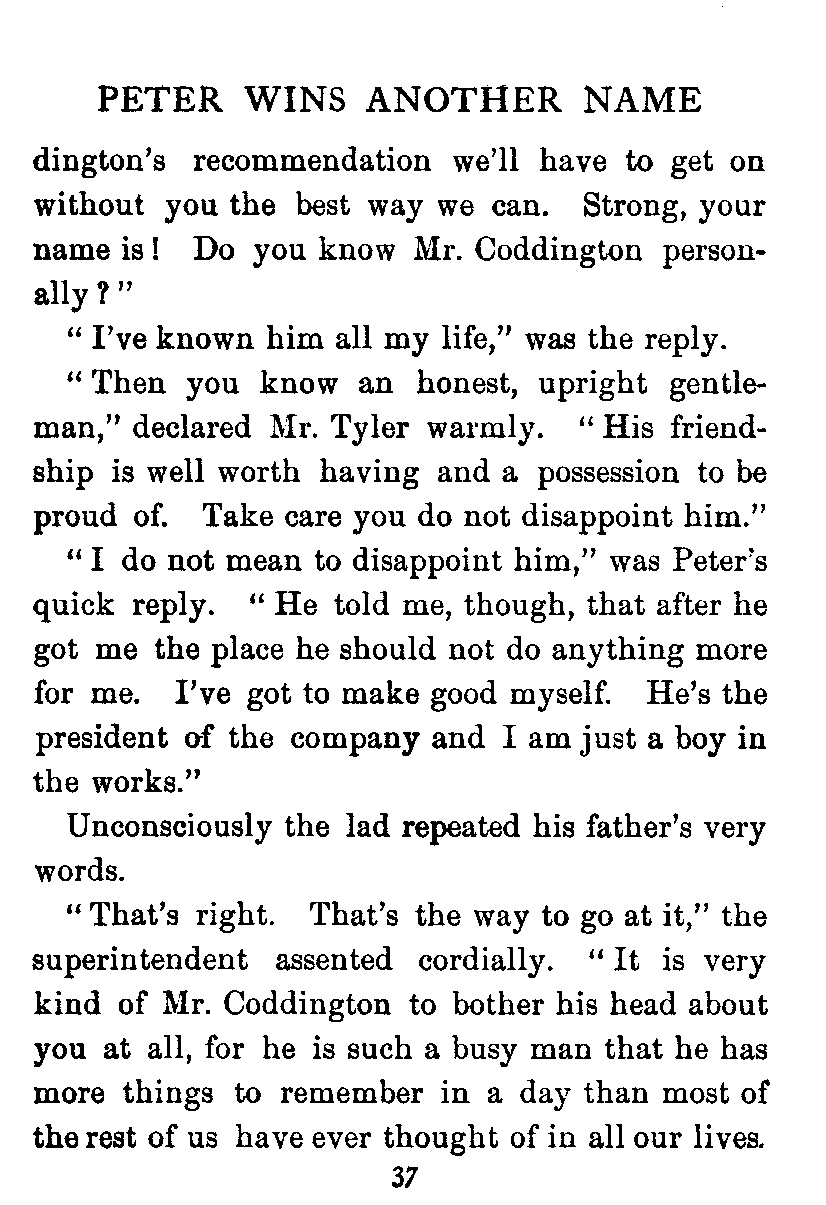 PETER WINS ANOTHER NAME
dington's recommendation we'll have to get on
without you the best way we can. Strong, your
name is! Do you know Mr. Coddington person-
ally?"
"I've known him all my life," was the reply.
"Then you know an honest, upright gentle-
man," declared Mr. Tyler warmly. "His friend-
ship is well worth having and a possession to be
proud of. Take care you do not disappoint him."
"I do not mean to disappoint him," was Peter's
quick reply. "He told me, though, that after he
got me the place he should not do anything more
for me. I've got to make good myself. He's the
president of the company and I am just a boy in
the works."
Unconsciously the lad repeated his father's very
words.
"That's right. That's the way to go at it," the
superintendent assented cordially. "It is very
kind of Mr. Coddington to bother his head about
you at all, for he is such a busy man that he has
more things to remember in a day than most of
the rest of us have ever thought of in all our lives.
37